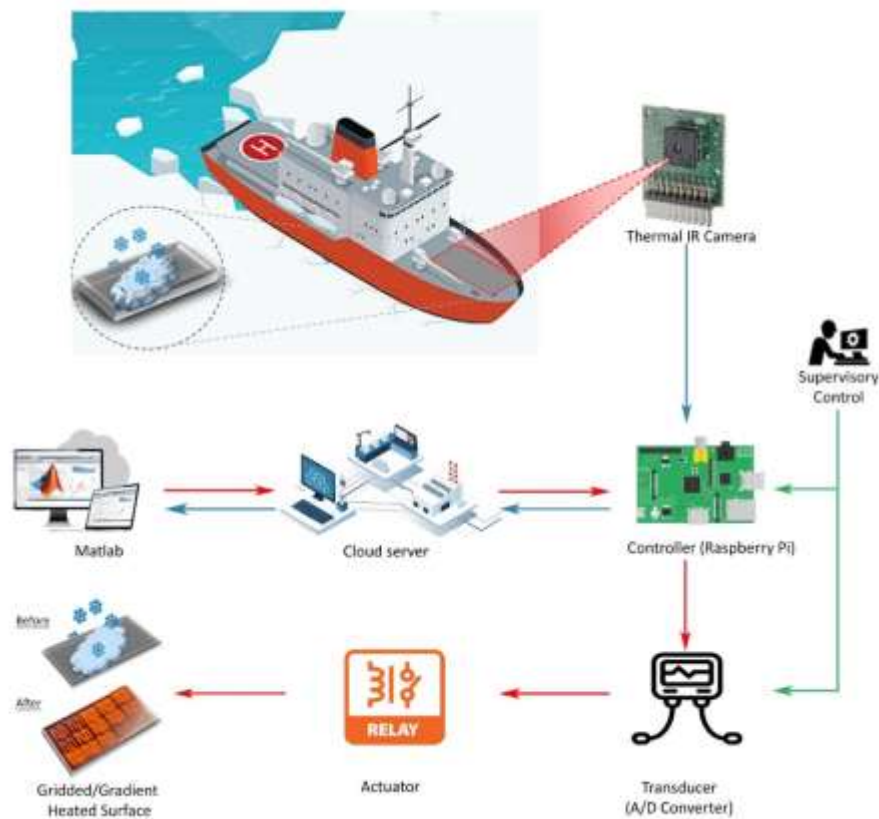 H
Thermal IR Camera
Supervisory
Control
Matlab
Cloud server
Controller (Raspberry Pi)
Before
After
RELAY
Gridded/Gradient
Heated Surface
Actuator
Transducer
(A/D Converter)